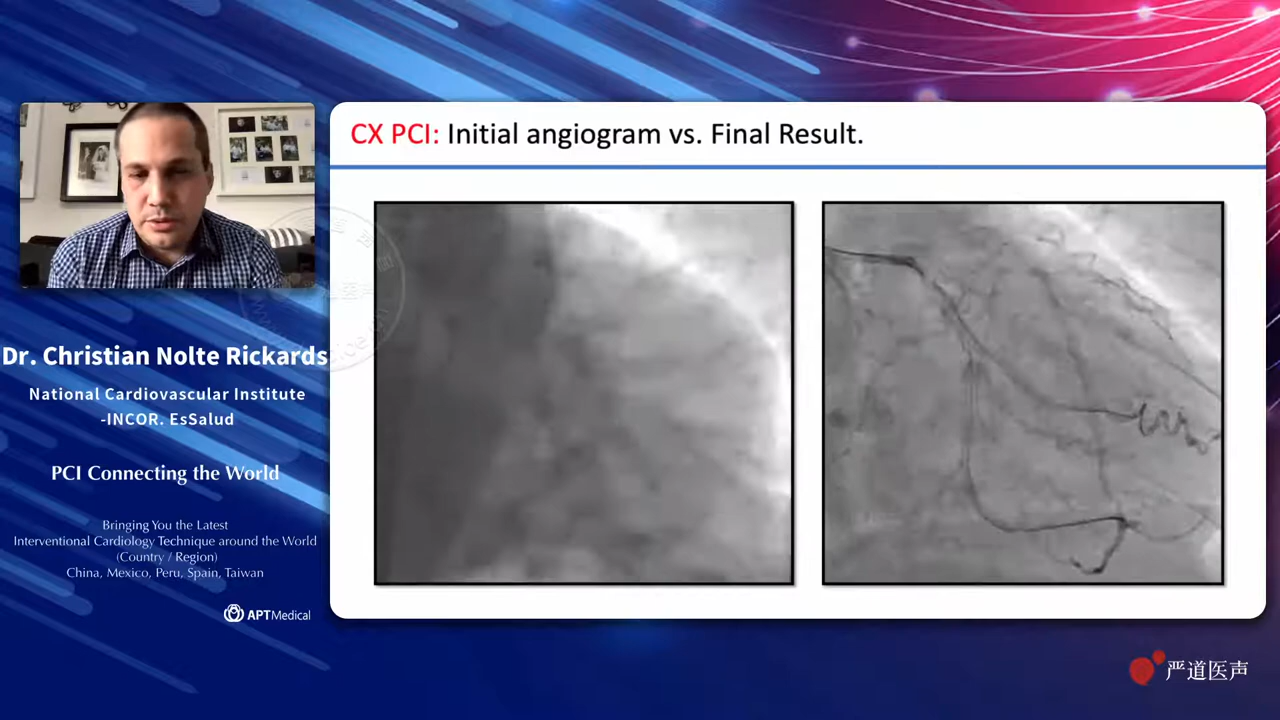 CX PCI: Initial angiogram vs. Final Result.
Dr. Christian Nolte Rickards
National Cardiovascular Institute
-INCOR. EsSalud
PCI Connecting the World
Bringing You the Latest
Interventional Cardiology Technique around the World
(Country / Region)
China, Mexico, Peru, Spain, Taiwan
APTMedical
严道医声